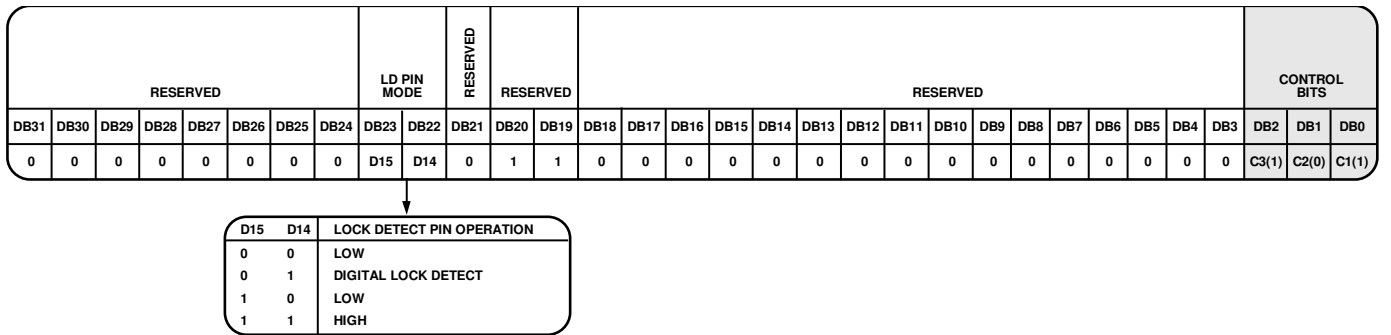 RESERVED LD PIN MODE RESERVED RESERVED RESERVED CONTROL BITS
DB31 DB30 DB29 DB28 DB27 DB26 DB25 DB24 DB23 DB22 DB21 DB20 DB19 DB18 DB17 DB16 DB15 DB14 DB13 DB12 DB11 DB10 DB9 DB8 DB7 DB6 DB5 DB4 DB3 DB2 DB1 DB0
0 0 0 0 0 0 0 0 D15 D14 0 1 1 0 0 0 0 0 0 0 0 0 0 0 0 0 0 0 0 C3(1) C2(0) C1(1)
D15 D14 LOCK DETECT PIN OPERATION
0 0 LOW
0 1 DIGITAL LOCK DETECT
1 0 LOW
1 1 HIGH